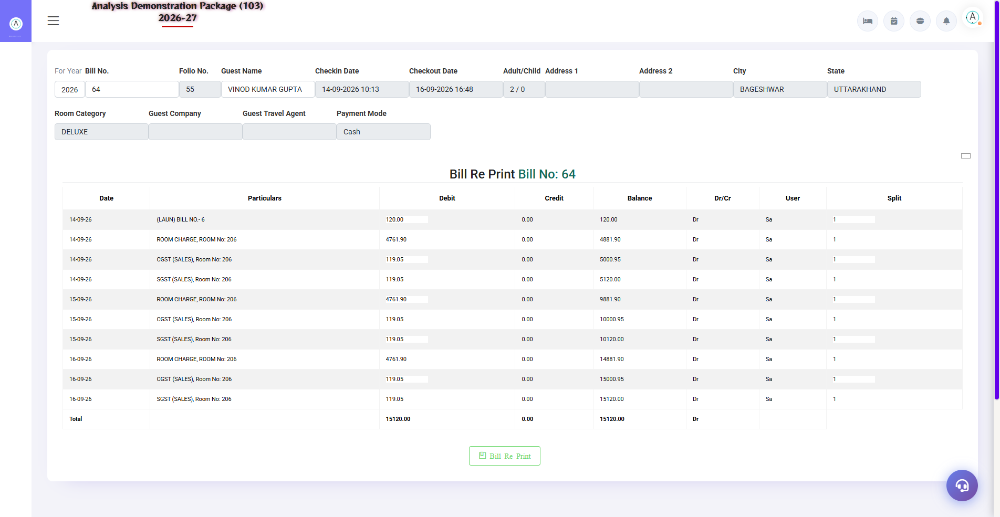 Analysis Demonstration Package (103)
2026-27
A
A
For Year Bill No. Folio No. Guest Name Checkin Date Checkout Date Adult/Child Address 1 Address 2 City State
2026 64 55 VINOD KUMAR GUPTA 14-09-2026 10:13 16-09-2026 16:48 2 / 0 BAGESHWAR UTTARAKHAND
Room Category Guest Company Guest Travel Agent Payment Mode
DELUXE Cash
Bill Re Print Bill No: 64
Date Particulars Debit Credit Balance Dr/Cr User Split
14-09-26 (LAUN) BILL NO.- 6 120.00 0.00 120.00 Dr Sa 1
14-09-26 ROOM CHARGE, ROOM No: 206 4761.90 0.00 4881.90 Dr Sa 1
14-09-26 CGST (SALES), Room No: 206 119.05 0.00 5000.95 Dr Sa 1
14-09-26 SGST (SALES), Room No: 206 119.05 0.00 5120.00 Dr Sa 1
15-09-26 ROOM CHARGE, ROOM No: 206 4761.90 0.00 9881.90 Dr Sa 1
15-09-26 CGST (SALES), Room No: 206 119.05 0.00 10000.95 Dr Sa 1
15-09-26 SGST (SALES), Room No: 206 119.05 0.00 10120.00 Dr Sa 1
16-09-26 ROOM CHARGE, ROOM No: 206 4761.90 0.00 14881.90 Dr Sa 1
16-09-26 CGST (SALES), Room No: 206 119.05 0.00 15000.95 Dr Sa 1
16-09-26 SGST (SALES), Room No: 206 119.05 0.00 15120.00 Dr Sa 1
Total 15120.00 0.00 15120.00 Dr
Bill Re Print